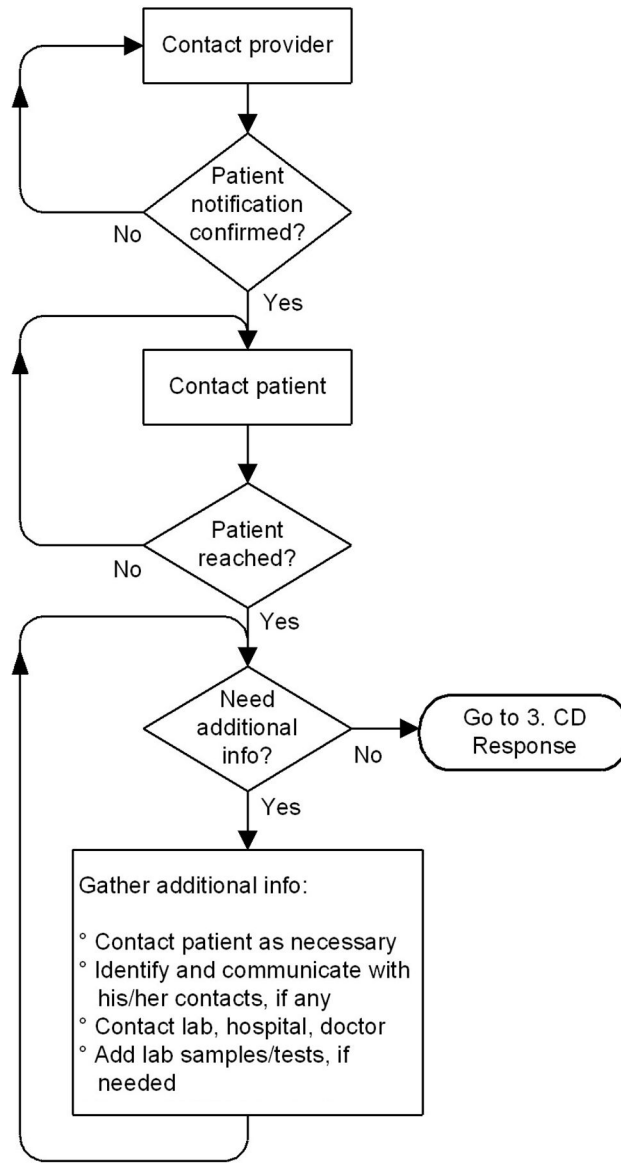 Contact provider
Patient
notification
confirmed?
No
Yes
Contact patient
Patient
reached?
No
Yes
Need
additional
info?
No
Go to 3. CD
Response
Yes
Gather additional info:
° Contact patient as necessary
° Identify and communicate with
his/her contacts, if any
° Contact lab, hospital, doctor
° Add lab samples/tests, if
needed